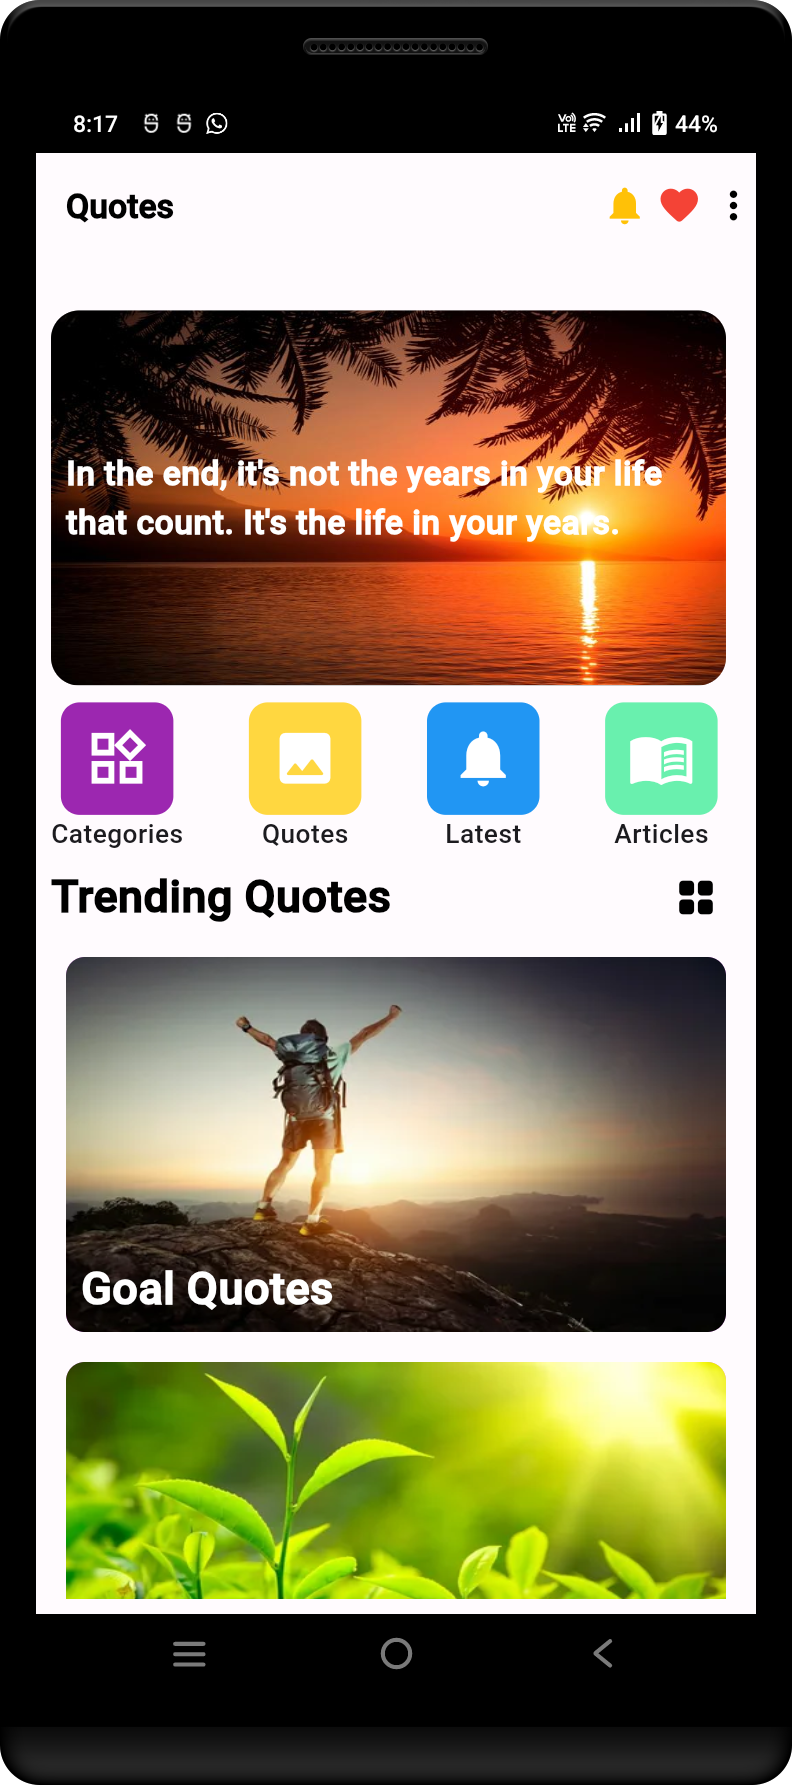 8:17
Vo) LTE 44%
Quotes
In the end, it's not the years in your life
that count. It's the life in your years.
Categories Quotes Latest Articles
Trending Quotes
Goal Quotes